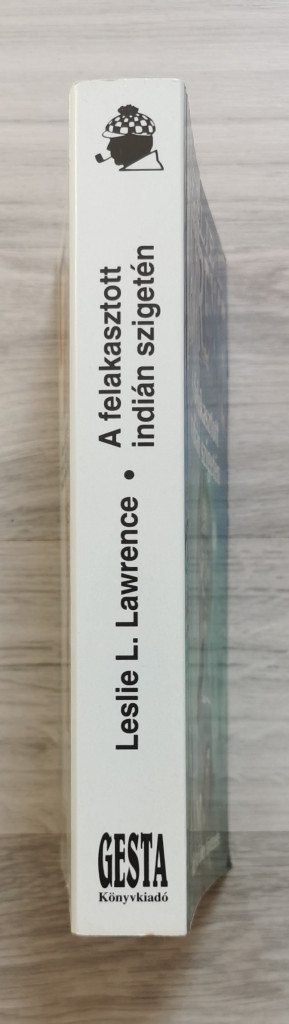 Leslie L. Lawrence • A felakasztott
indián szigetén
GESTA
Könyvkiadó